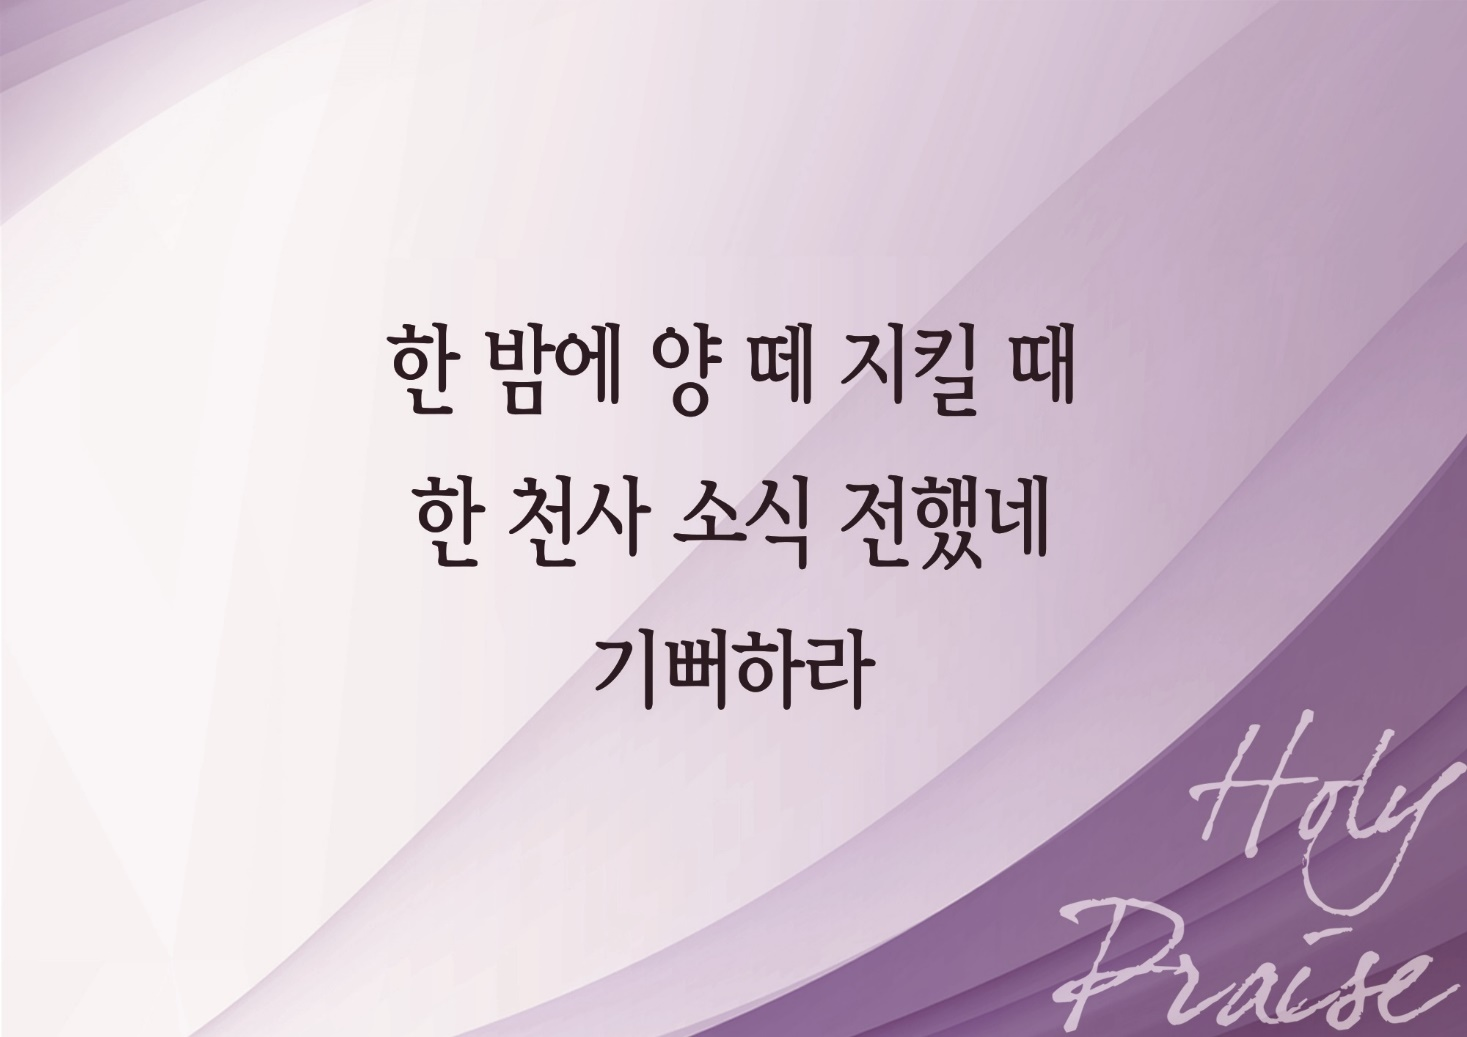 한 밤에 양 떼 지킬 때
한 천사 소식 전했네
기뻐하라
Holy
Praise